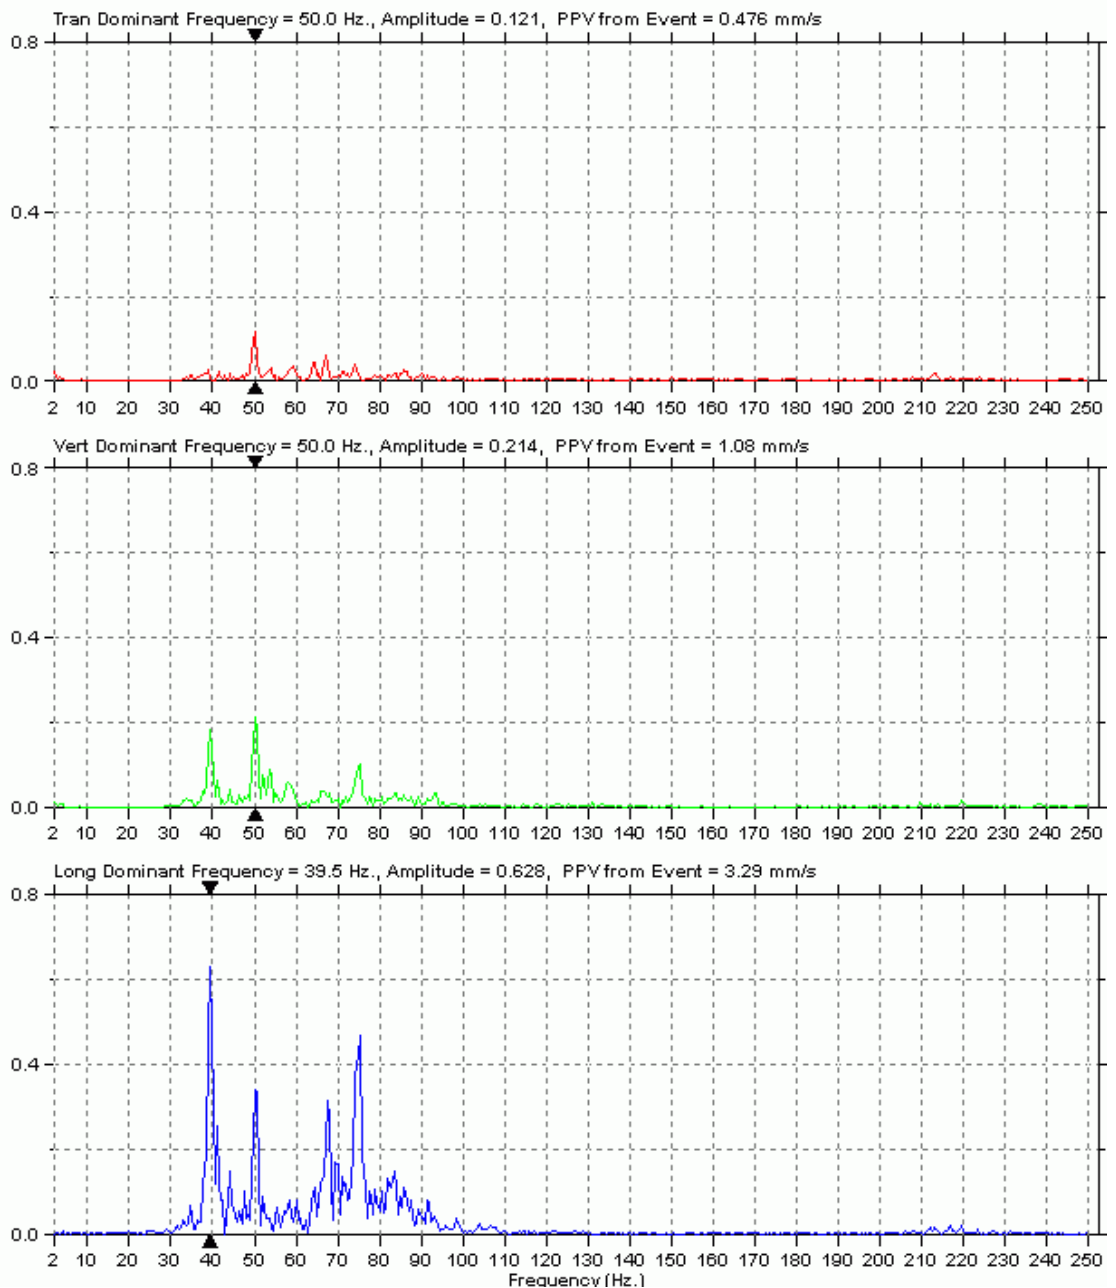 Tran Dominant Frequency = 50.0 Hz., Amplitude = 0.121, PPV from Event = 0.476 mm/s
0.8
0.4
0.0
2 10 20 30 40 50 60 70 80 90 100 110 120 130 140 150 160 170 180 190 200 210 220 230 240 250
Vert Dominant Frequency = 50.0 Hz., Amplitude = 0.214, PPV from Event = 1.08 mm/s
0.8
0.4
0.0
2 10 20 30 40 50 60 70 80 90 100 110 120 130 140 150 160 170 180 190 200 210 220 230 240 250
Long Dominant Frequency = 39.5 Hz., Amplitude = 0.628, PPV from Event = 3.29 mm/s
0.8
0.4
0.0
2 10 20 30 40 50 60 70 80 90 100 110 120 130 140 150 160 170 180 190 200 210 220 230 240 250
Frequency (Hz.)